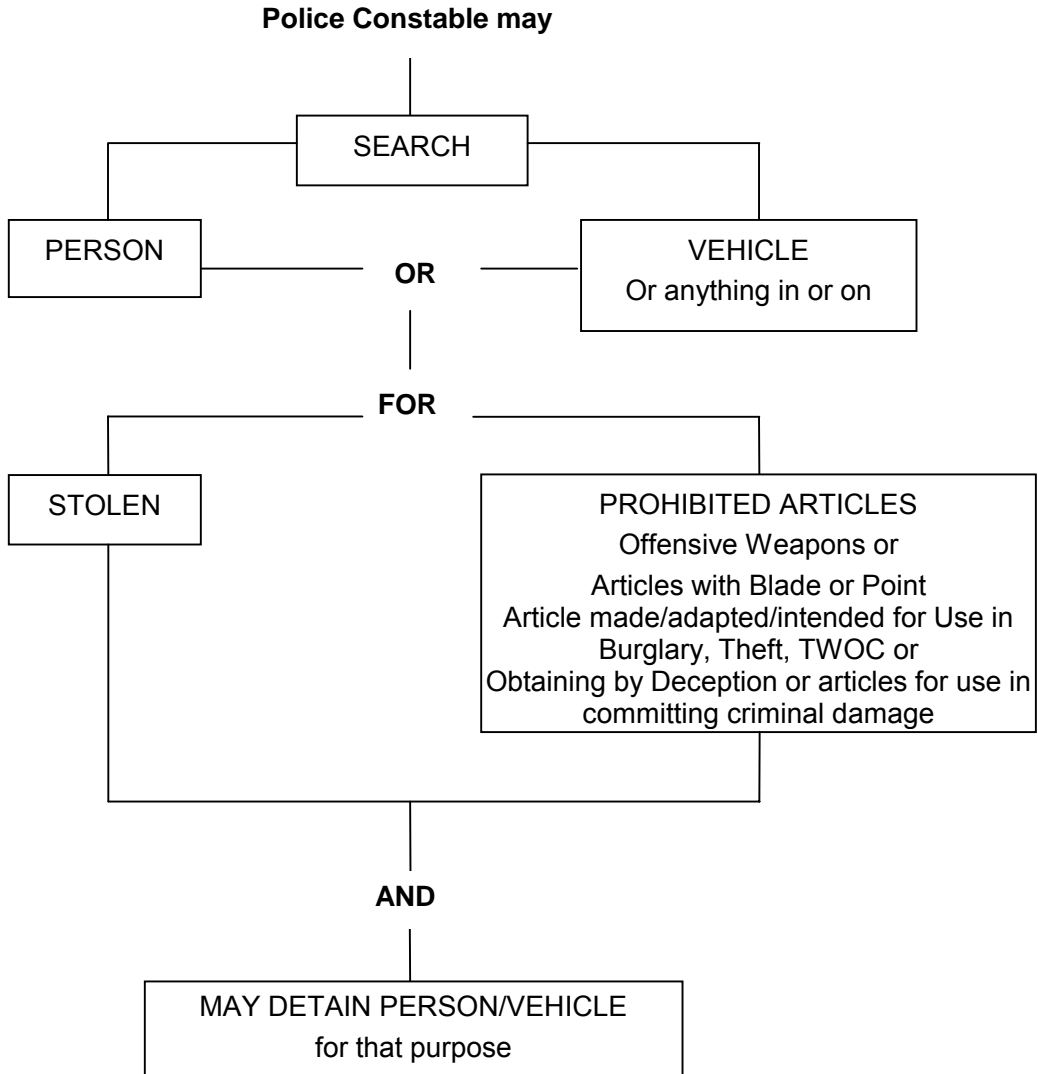 Police Constable may
SEARCH
PERSON
OR
VEHICLE
Or anything in or on
FOR
STOLEN
PROHIBITED ARTICLES
Offensive Weapons or
Articles with Blade or Point
Article made/adapted/intended for Use in
Burglary, Theft, TWOC or
Obtaining by Deception or articles for use in
committing criminal damage
AND
MAY DETAIN PERSON/VEHICLE
for that purpose